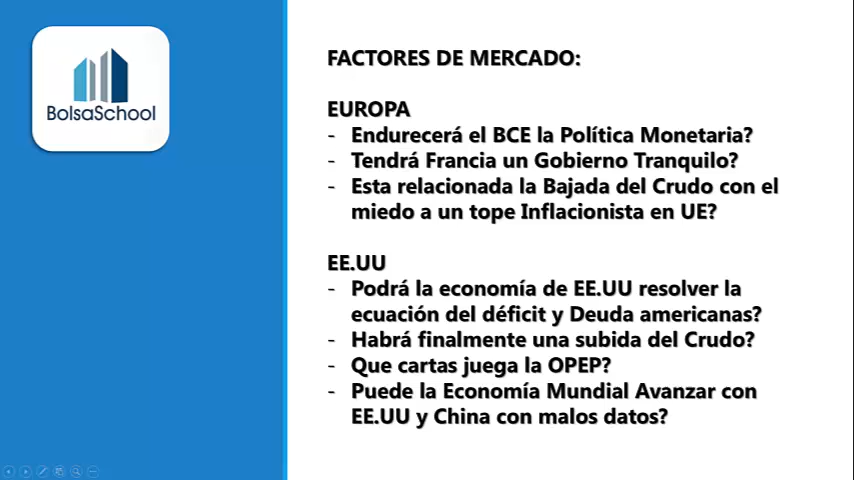 BolsaSchool
FACTORES DE MERCADO:
EUROPA
- Endurecerá el BCE la Política Monetaria?
- Tendrá Francia un Gobierno Tranquilo?
- Esta relacionada la Bajada del Crudo con el
miedo a un tope Inflacionista en UE?
EE.UU
- Podrá la economía de EE.UU resolver la
ecuación del déficit y Deuda americanas?
- Habrá finalmente una subida del Crudo?
- Que cartas juega la OPEP?
- Puede la Economía Mundial Avanzar con
EE.UU y China con malos datos?